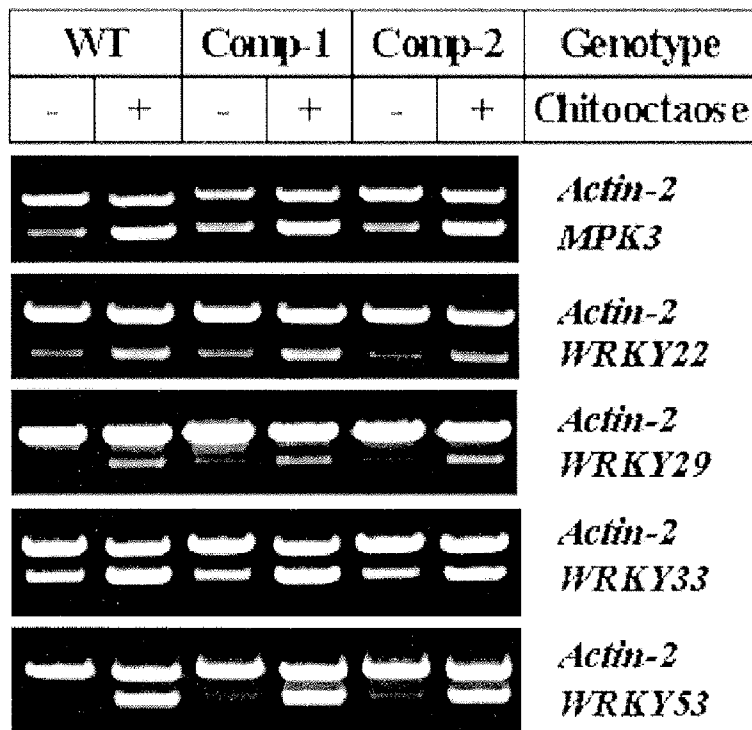 WT Comp-1 Comp-2 Genotype
- + - + - + Chitooctaose
Actin-2
MPK3
Actin-2
WRKY22
Actin-2
WRKY29
Actin-2
WRKY33
Actin-2
WRKY53